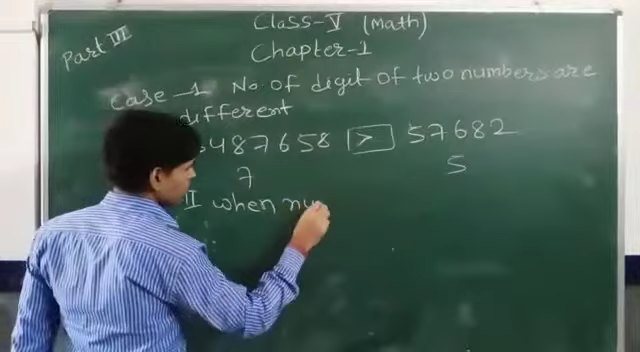 Part III
Class-V (Math)
Chapter-1
Case-1 No of digit of two numbers are
different
487658 > 57682
7 5
II when nu